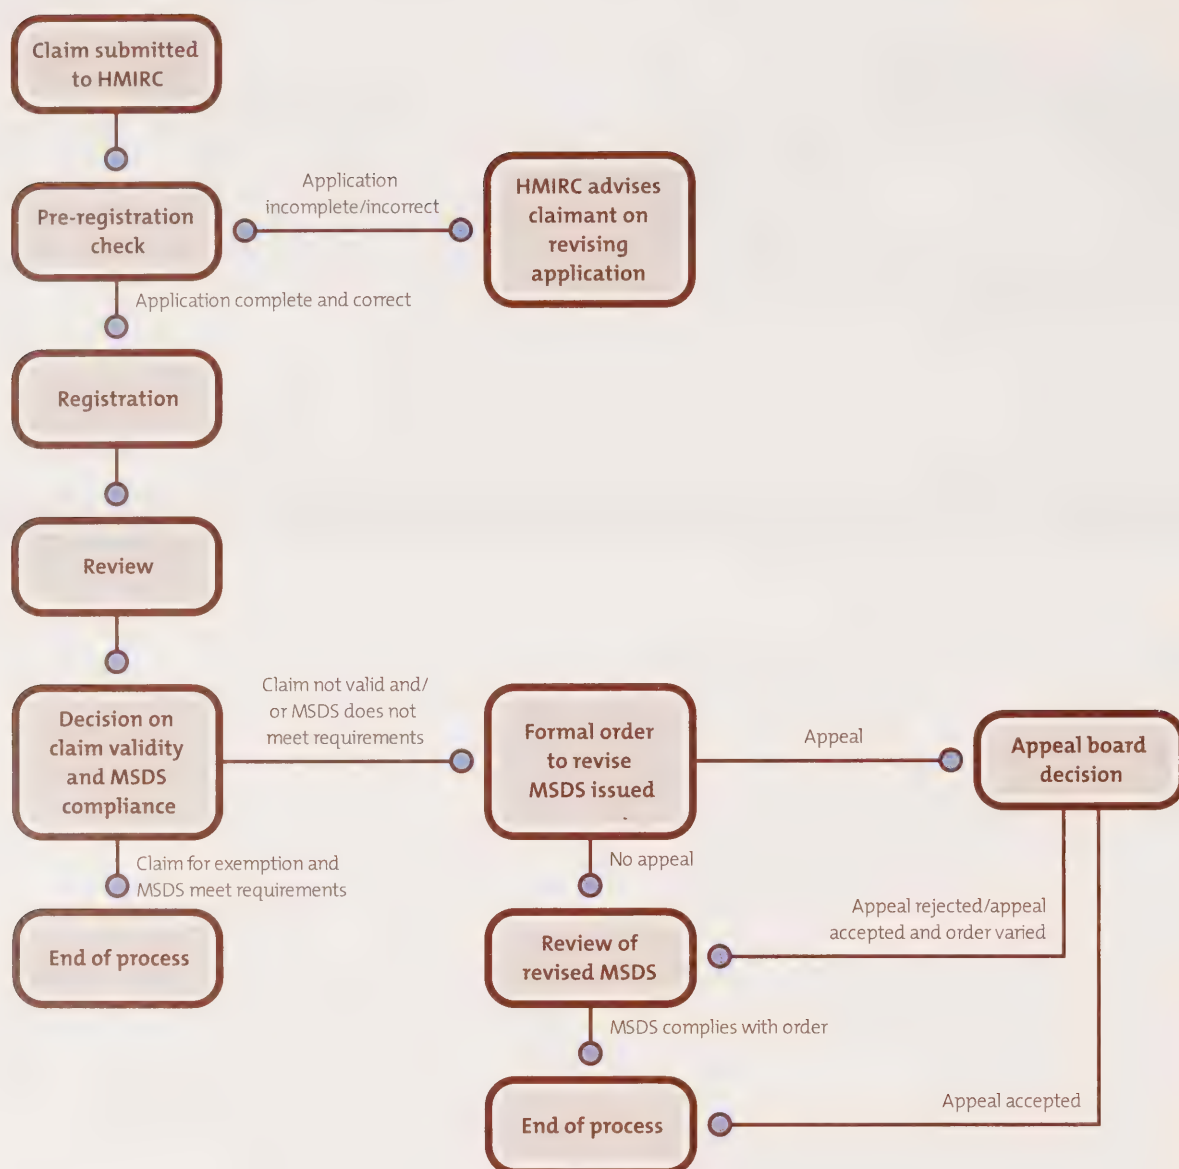 Claim submitted
to HMIRC
Application
incomplete/incorrect
HMIRC advises
claimant on
revising
application
Pre-registration
check
Application complete and correct
Registration
Review
Decision on
claim validity
and MSDS
compliance
Claim not valid and/
or MSDS does not
meet requirements
Formal order
to revise
MSDS issued
Appeal
Appeal board
decision
Claim for exemption and
MSDS meet requirements
No appeal
Appeal rejected/appeal
accepted and order varied
End of process
Review of
revised MSDS
MSDS complies with order
End of process
Appeal accepted